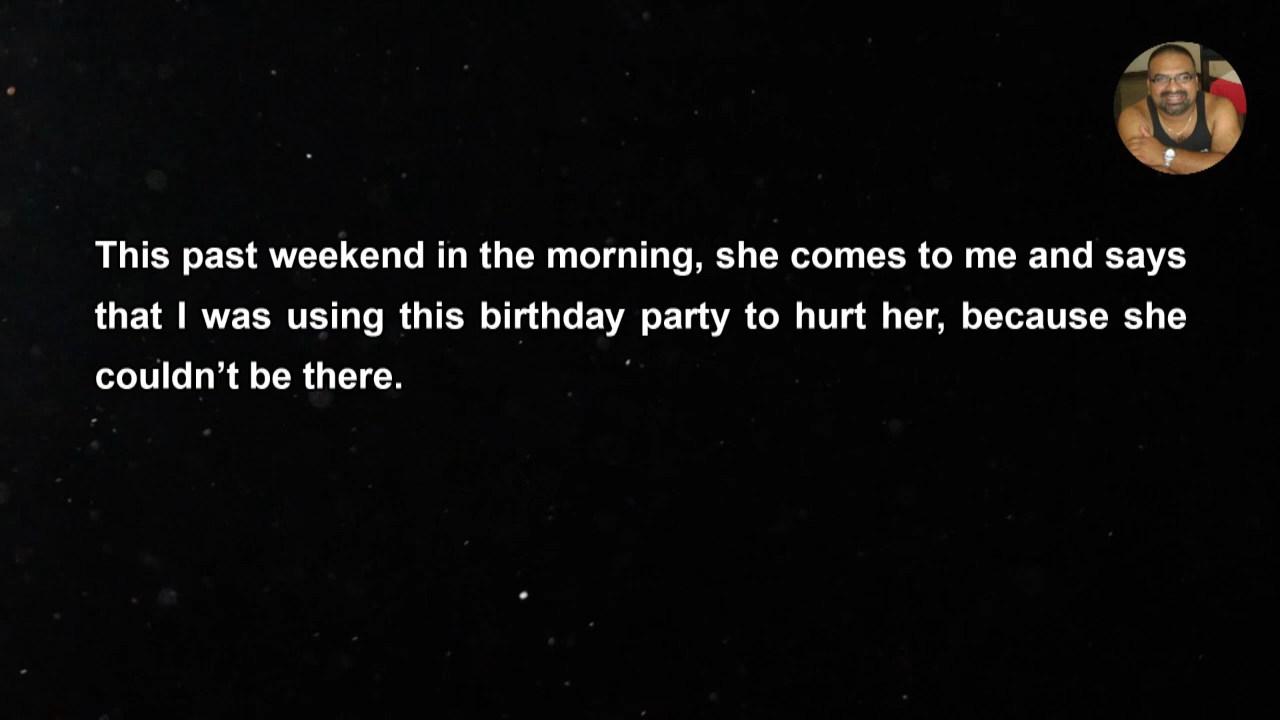 This past weekend in the morning, she comes to me and says
that I was using this birthday party to hurt her, because she
couldn’t be there.